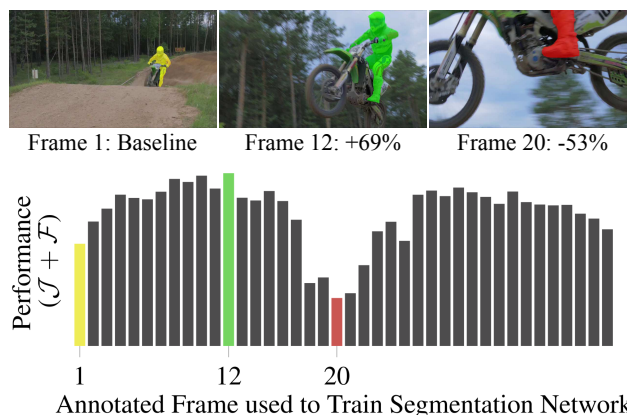 Frame 1: Baseline
Frame 12: +69%
Frame 20: -53%
Performance
(𝒥 + ℱ)
1
12
20
Annotated Frame used to Train Segmentation Network